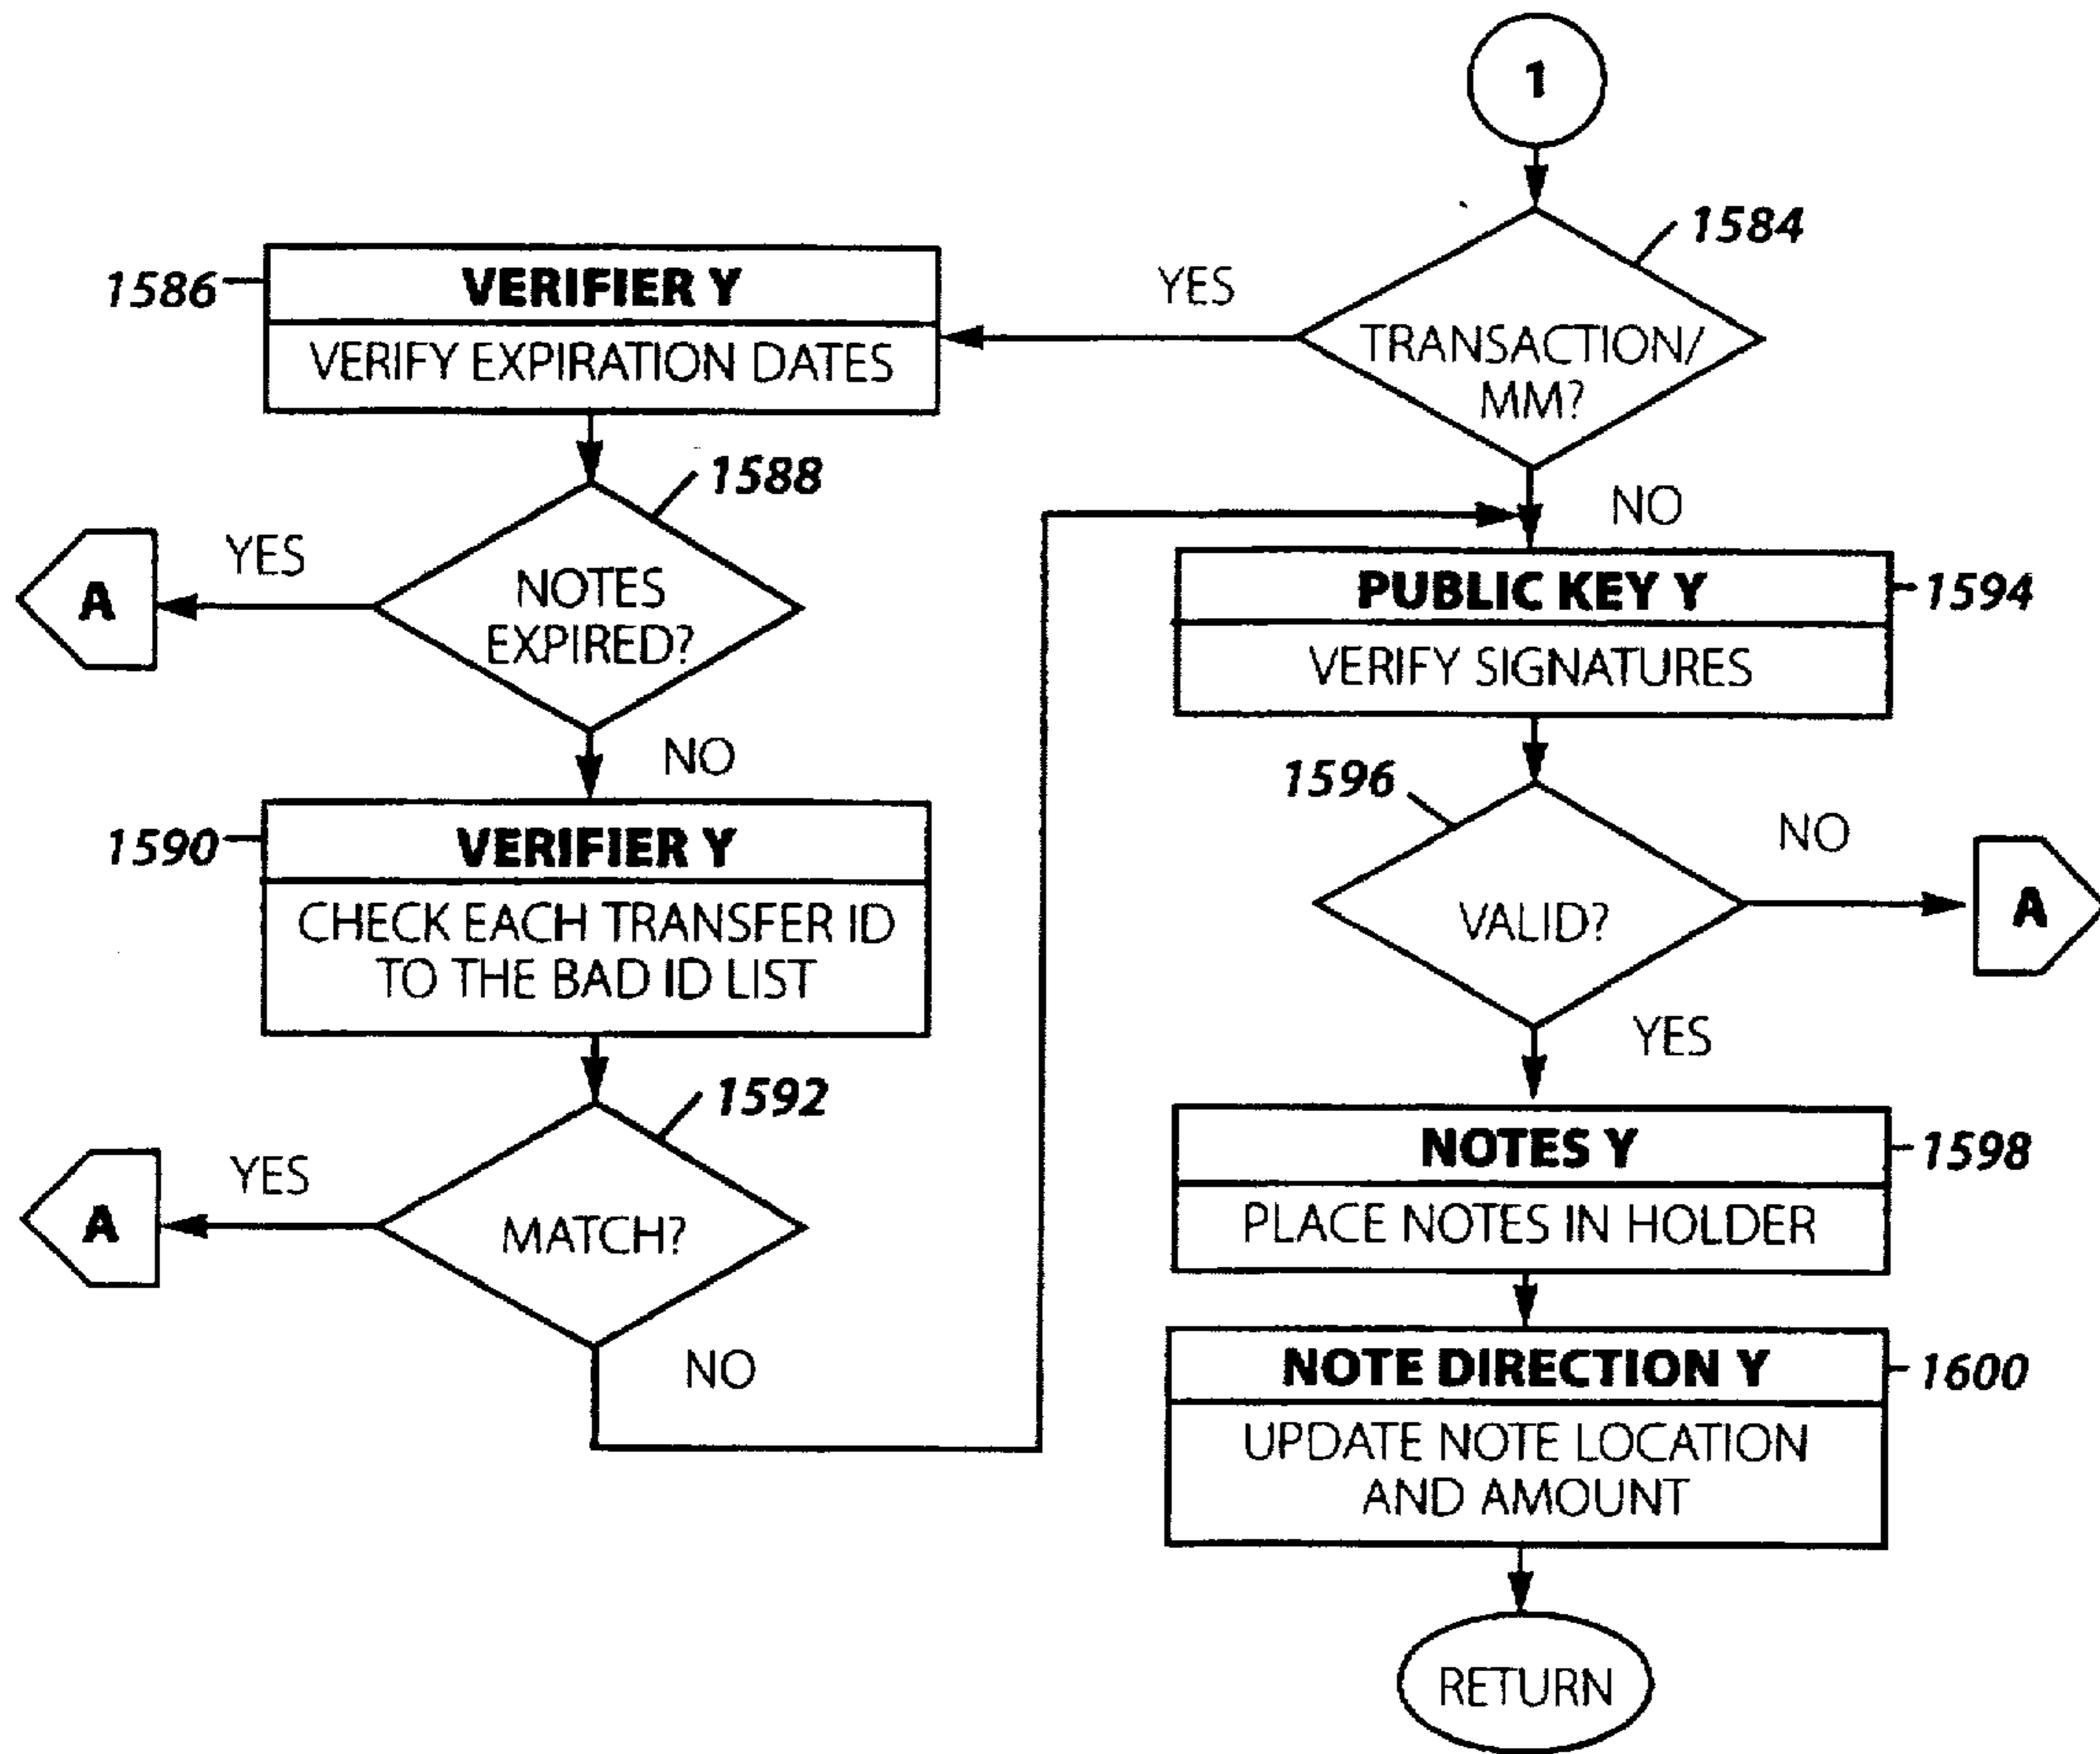 1
1584
TRANSACTION/
MM?
YES
NO
1586
VERIFIER Y
VERIFY EXPIRATION DATES
1588
NOTES
EXPIRED?
YES
A
NO
1590
VERIFIER Y
CHECK EACH TRANSFER ID
TO THE BAD ID LIST
1592
MATCH?
YES
A
NO
PUBLIC KEY Y
1594
VERIFY SIGNATURES
1596
VALID?
NO
A
YES
NOTES Y
1598
PLACE NOTES IN HOLDER
NOTE DIRECTION Y
1600
UPDATE NOTE LOCATION
AND AMOUNT
RETURN